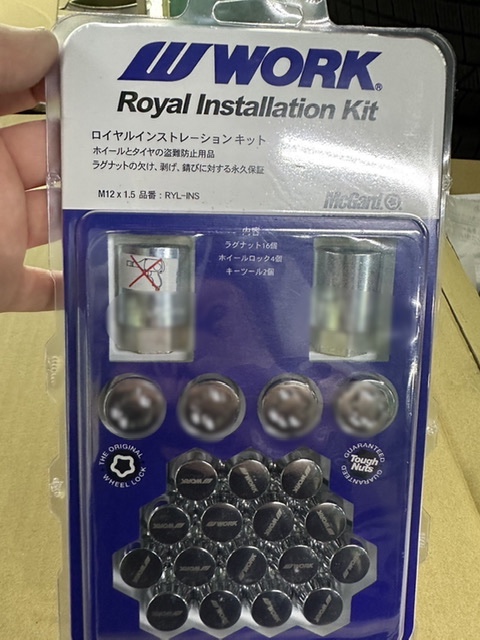 WORK®
Royal Installation Kit
ロイヤルインストレーション キット
ホイールとタイヤの盗難防止用品
ラグナットの欠け、剥げ、錆びに対する永久保証
M12 x 1.5 品番 : RYL-INS
McGard®
内容
ラグナット16個
ホイールロック4個
キーツール2個
THE ORIGINAL
WHEEL LOCK
GUARANTEED
Tough
Nuts
GUARANTEED
WORK
WORK
WORK